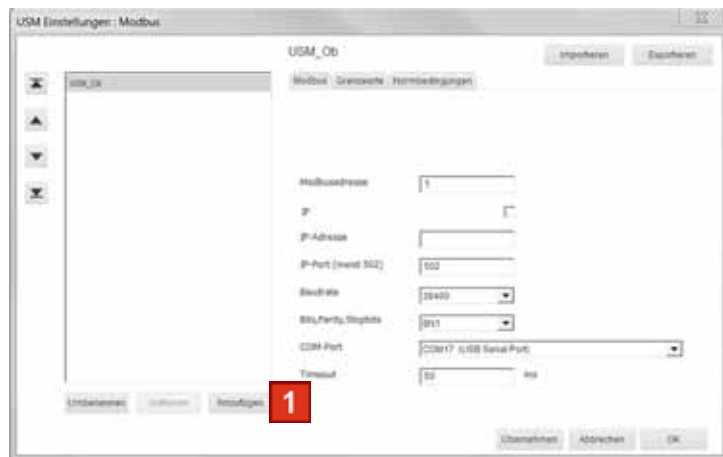 USM Einstellungen : Modbus
USM_Ob
Importieren Exportieren
USM_Ob
Modbus Grenzwerte Normbedingungen
Modbusadresse 1
IP
IP-Adresse
IP-Port (meist 502) 502
Baudrate 38400
Bits,Parity,Stopbits 8N1
COM-Port COM17 (USB Serial Port)
Timeout 50 ms
Umbenennen Entfernen Hinzufügen 1
Übernehmen Abbrechen OK